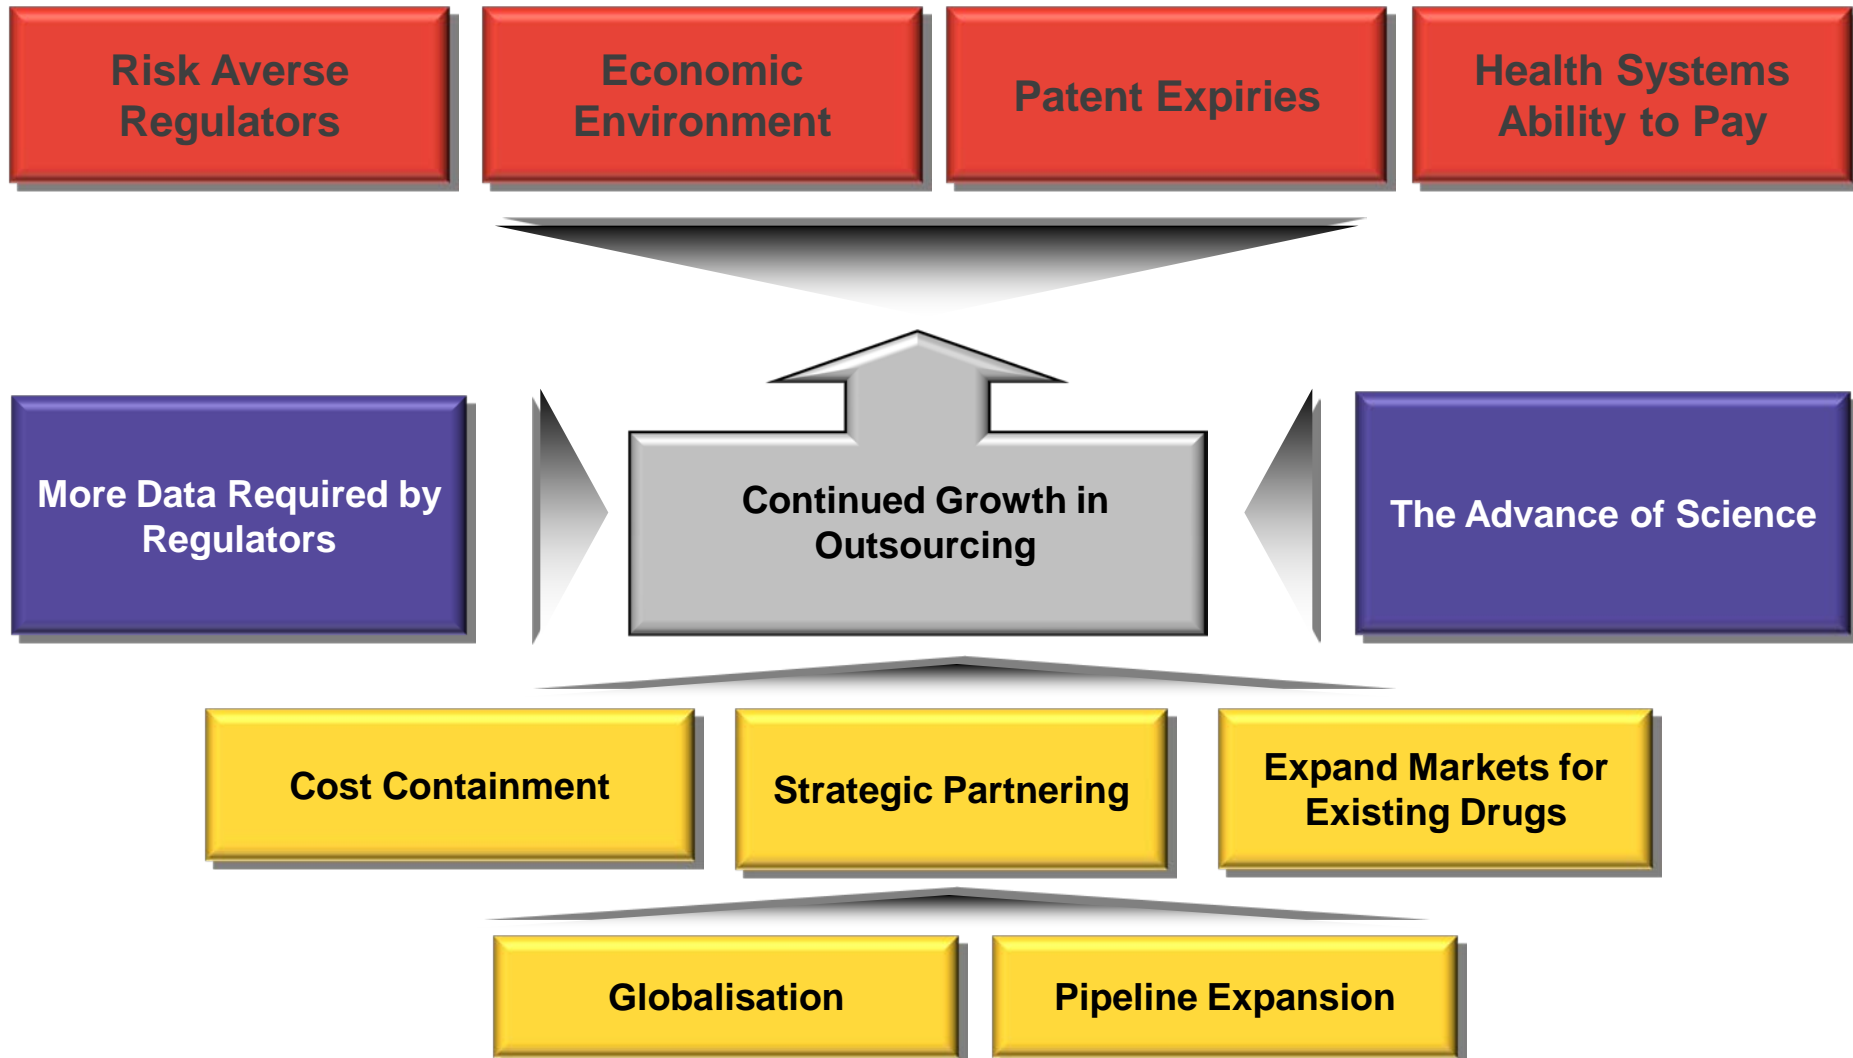 Risk Averse
Regulators
Economic
Environment
Patent Expiries
Health Systems
Ability to Pay
More Data Required by
Regulators
Continued Growth in
Outsourcing
The Advance of Science
Cost Containment
Strategic Partnering
Expand Markets for
Existing Drugs
Globalisation
Pipeline Expansion